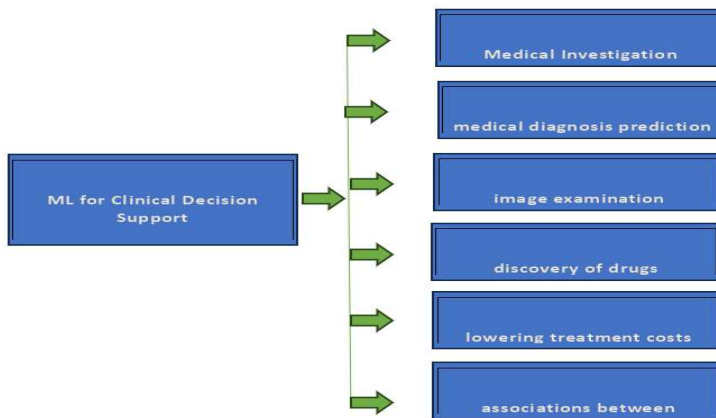 Medical Investigation
medical diagnosis prediction
ML for Clinical Decision
Support
image examination
discovery of drugs
lowering treatment costs
associations between